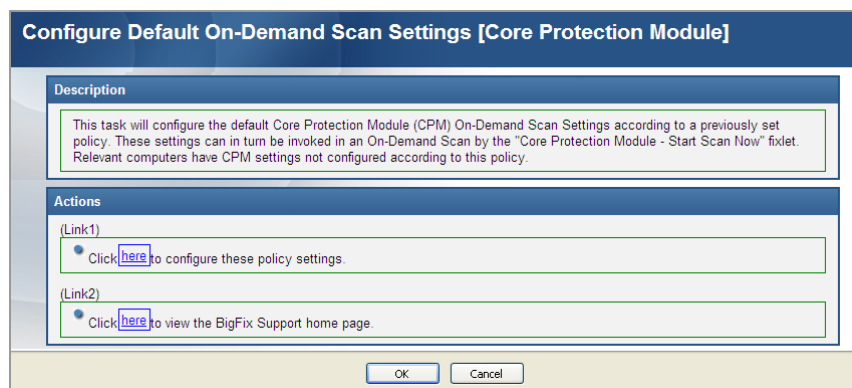 Configure Default On-Demand Scan Settings [Core Protection Module]
Description
This task will configure the default Core Protection Module (CPM) On-Demand Scan Settings according to a previously set
policy. These settings can in turn be invoked in an On-Demand Scan by the "Core Protection Module - Start Scan Now" fixlet.
Relevant computers have CPM settings not configured according to this policy.
Actions
(Link1)
Click here to configure these policy settings.
(Link2)
Click here to view the BigFix Support home page.
OK Cancel